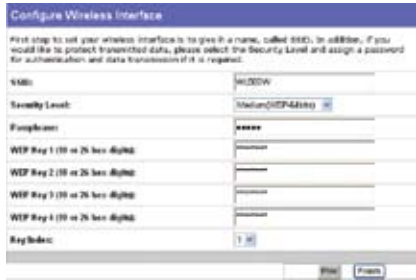 Configure Wireless Interface
First step to set your wireless interface is to give it a name, called SSID. In addition, if you
would like to protect transmitted data, please select the Security Level and assign a password
for authentication and data transmission if it is required.
SSID:
Security Level: Medium(WEP-64bits)
Passphrase: •••••
WEP Key 1 (10 or 26 hex digits):
WEP Key 2 (10 or 26 hex digits):
WEP Key 3 (10 or 26 hex digits):
WEP Key 4 (10 or 26 hex digits):
Key Index: 1
Prev Finish